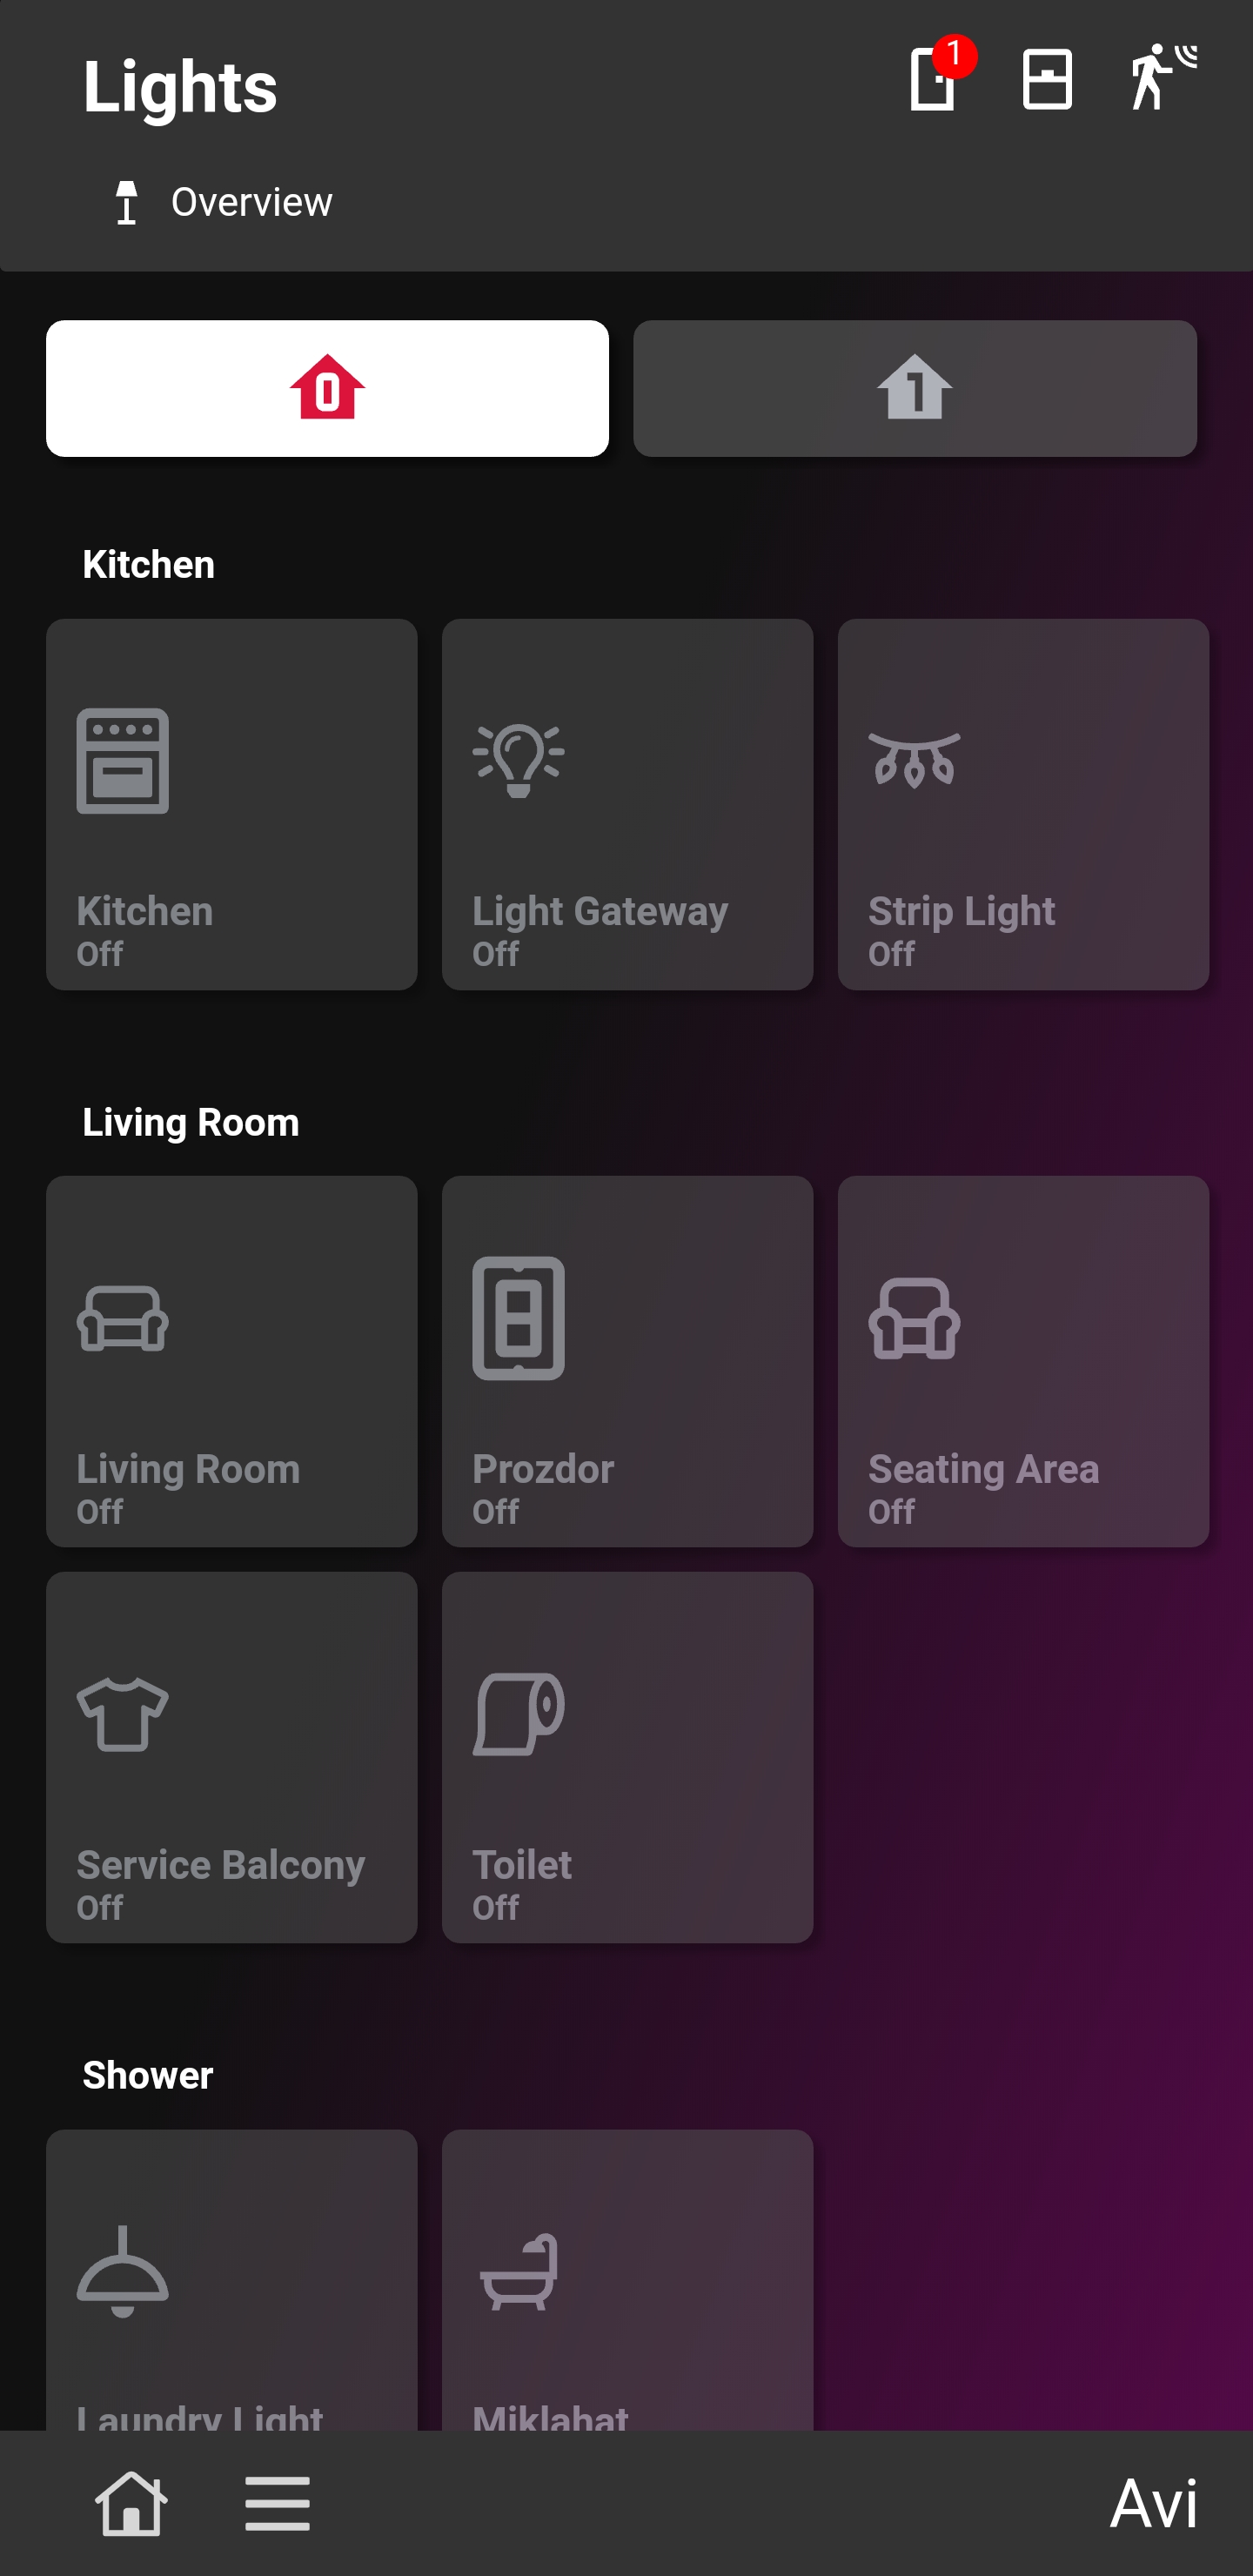 Lights
1
Overview
0
1
Kitchen
Kitchen
Off
Light Gateway
Off
Strip Light
Off
Living Room
Living Room
Off
Prozdor
Off
Seating Area
Off
Service Balcony
Off
Toilet
Off
Shower
Laundry Light
Miklahat
Avi